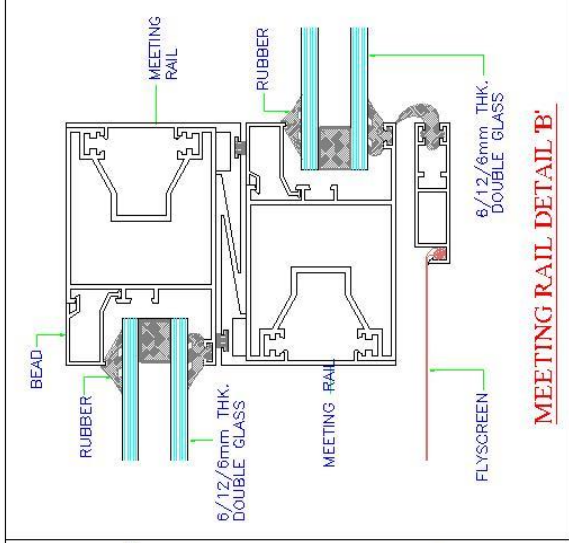 MEETING
RAIL
RUBBER
BEAD
RUBBER
6/12/6mm THK.
DOUBLE GLASS
MEETING RAIL
6/12/6mm THK.
DOUBLE GLASS
FLYSCREEN
MEETING RAIL DETAIL 'B'